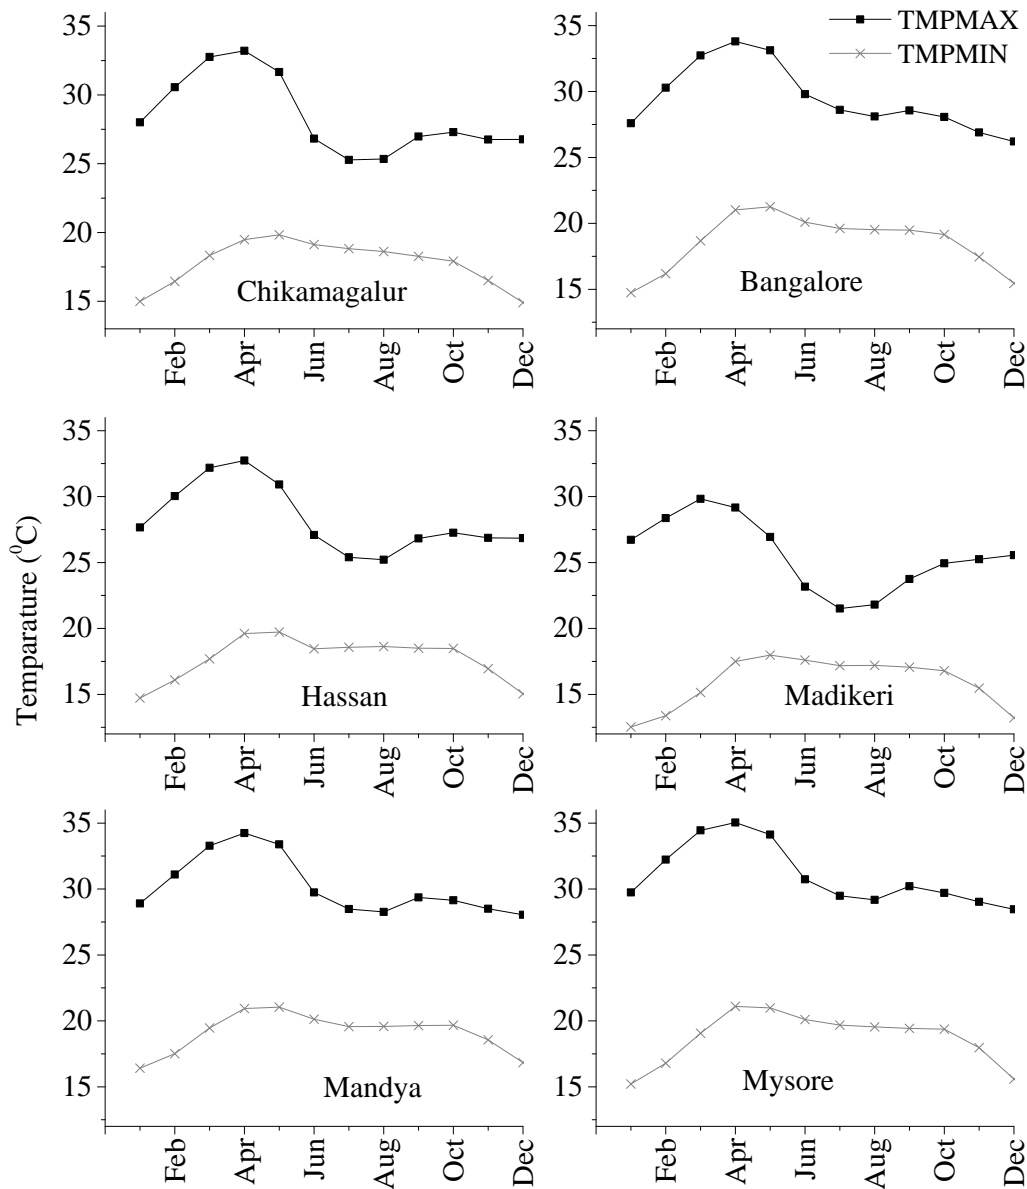 TMPMAX
TMPMIN
35
30
25
20
15
Chikamagalur
Feb
Apr
Jun
Aug
Oct
Dec
35
30
25
20
15
Bangalore
Feb
Apr
Jun
Aug
Oct
Dec
Temparature (⁰C)
35
30
25
20
15
Hassan
Feb
Apr
Jun
Aug
Oct
Dec
35
30
25
20
15
Madikeri
Feb
Apr
Jun
Aug
Oct
Dec
35
30
25
20
15
Mandya
Feb
Apr
Jun
Aug
Oct
Dec
35
30
25
20
15
Mysore
Feb
Apr
Jun
Aug
Oct
Dec